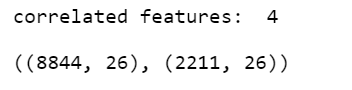 correlated features:  4
((8844, 26), (2211, 26))